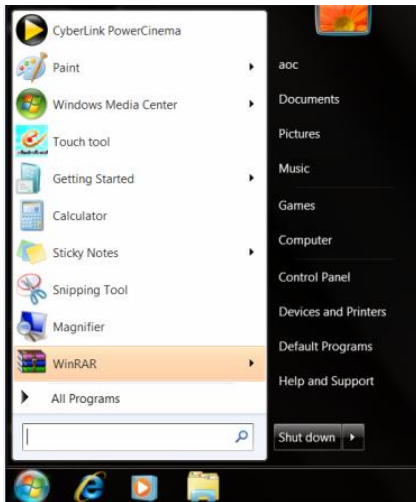 CyberLink PowerCinema
Paint
Windows Media Center
Touch tool
Getting Started
Calculator
Sticky Notes
Snipping Tool
Magnifier
WinRAR
All Programs
aoc
Documents
Pictures
Music
Games
Computer
Control Panel
Devices and Printers
Default Programs
Help and Support
Shut down